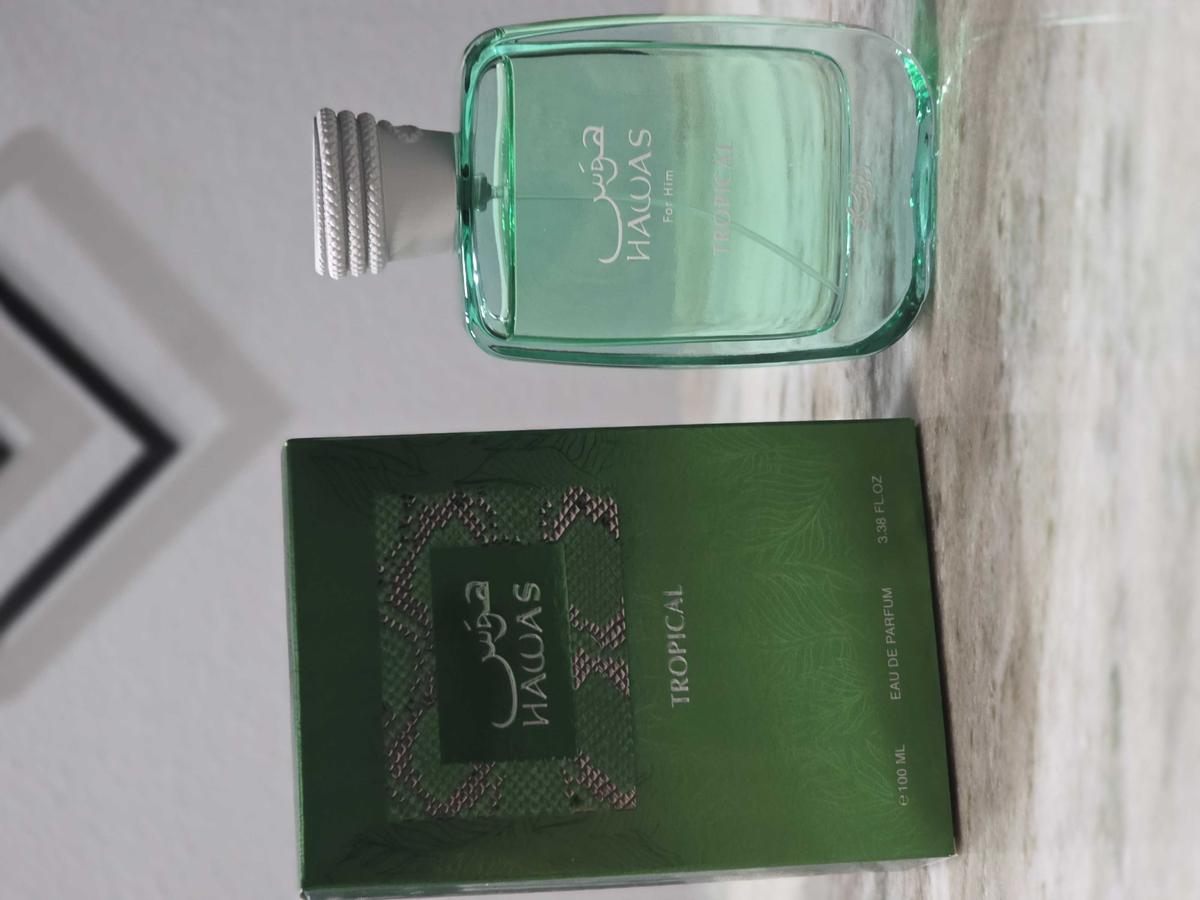 هوس
HAWAS
TROPICAL
℮100 ML
EAU DE PARFUM
3.38 FL.OZ
هوس
HAWAS
For Him
TROPICAL